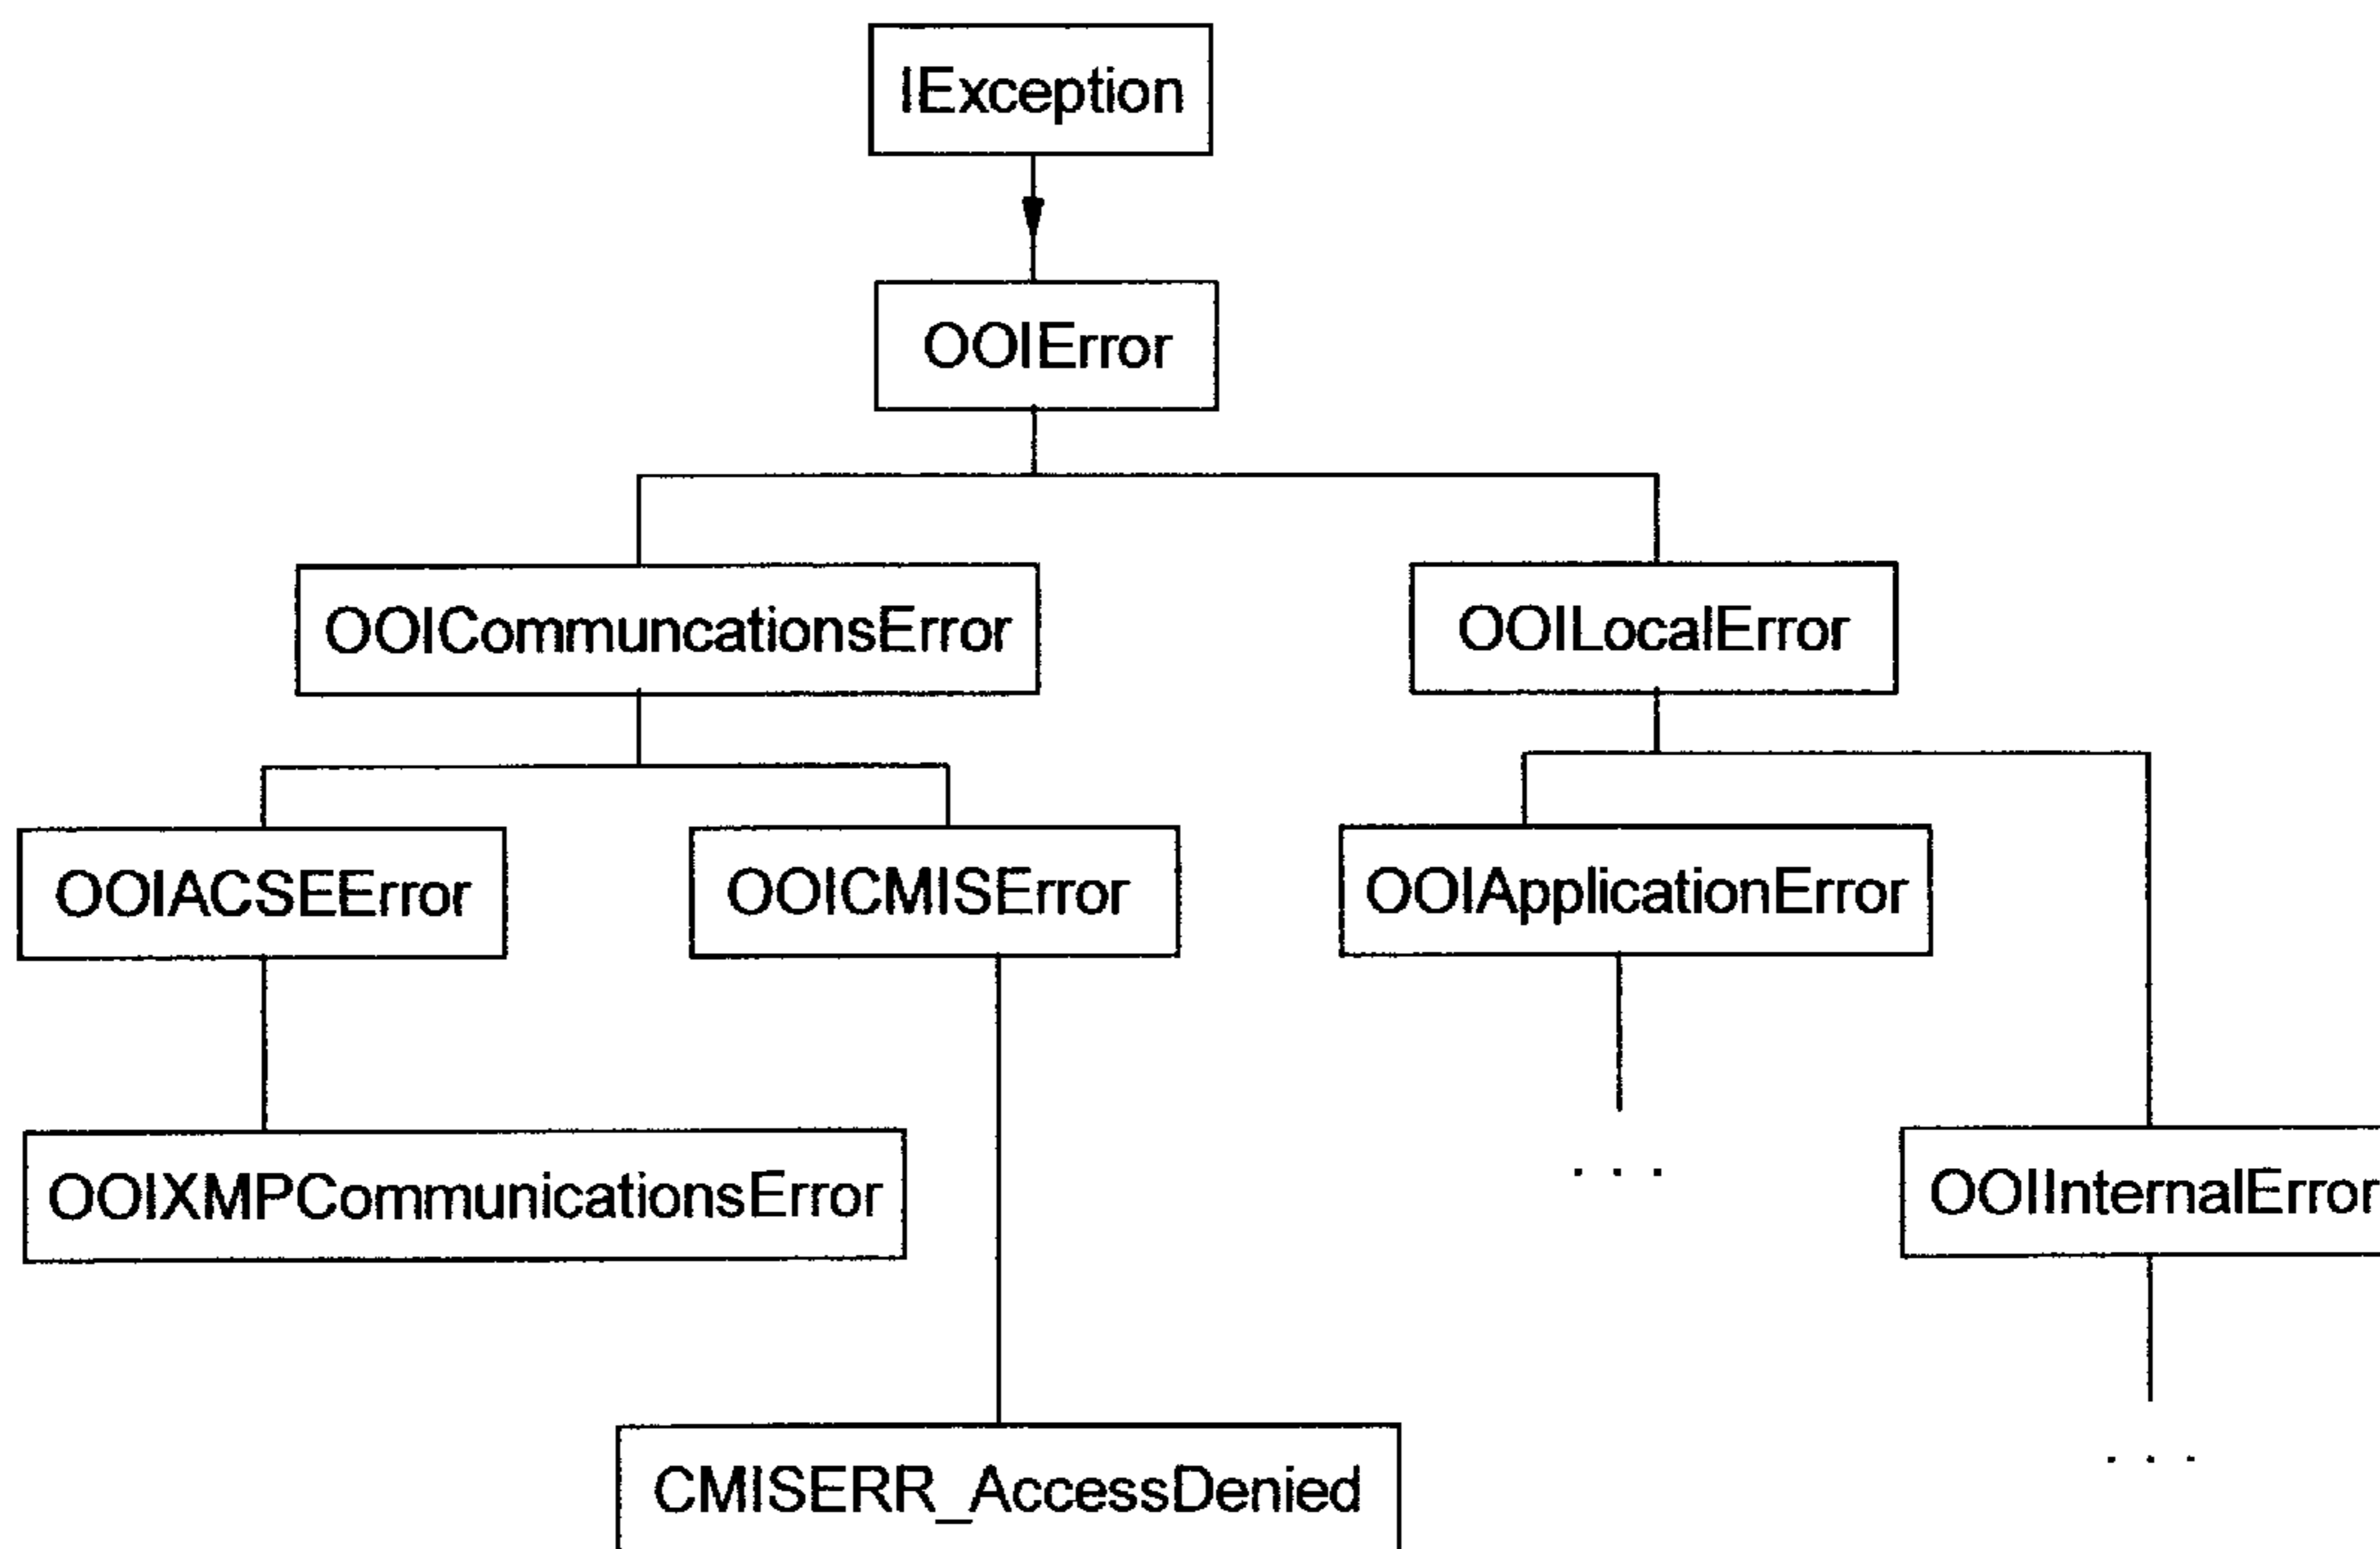 IException
OOIError
OOICommuncationsError
OOILocalError
OOIACSEError
OOICMISError
OOIApplicationError
OOIXMPCommunicationsError
. . .
OOIInternalError
. . .
CMISERR_AccessDenied